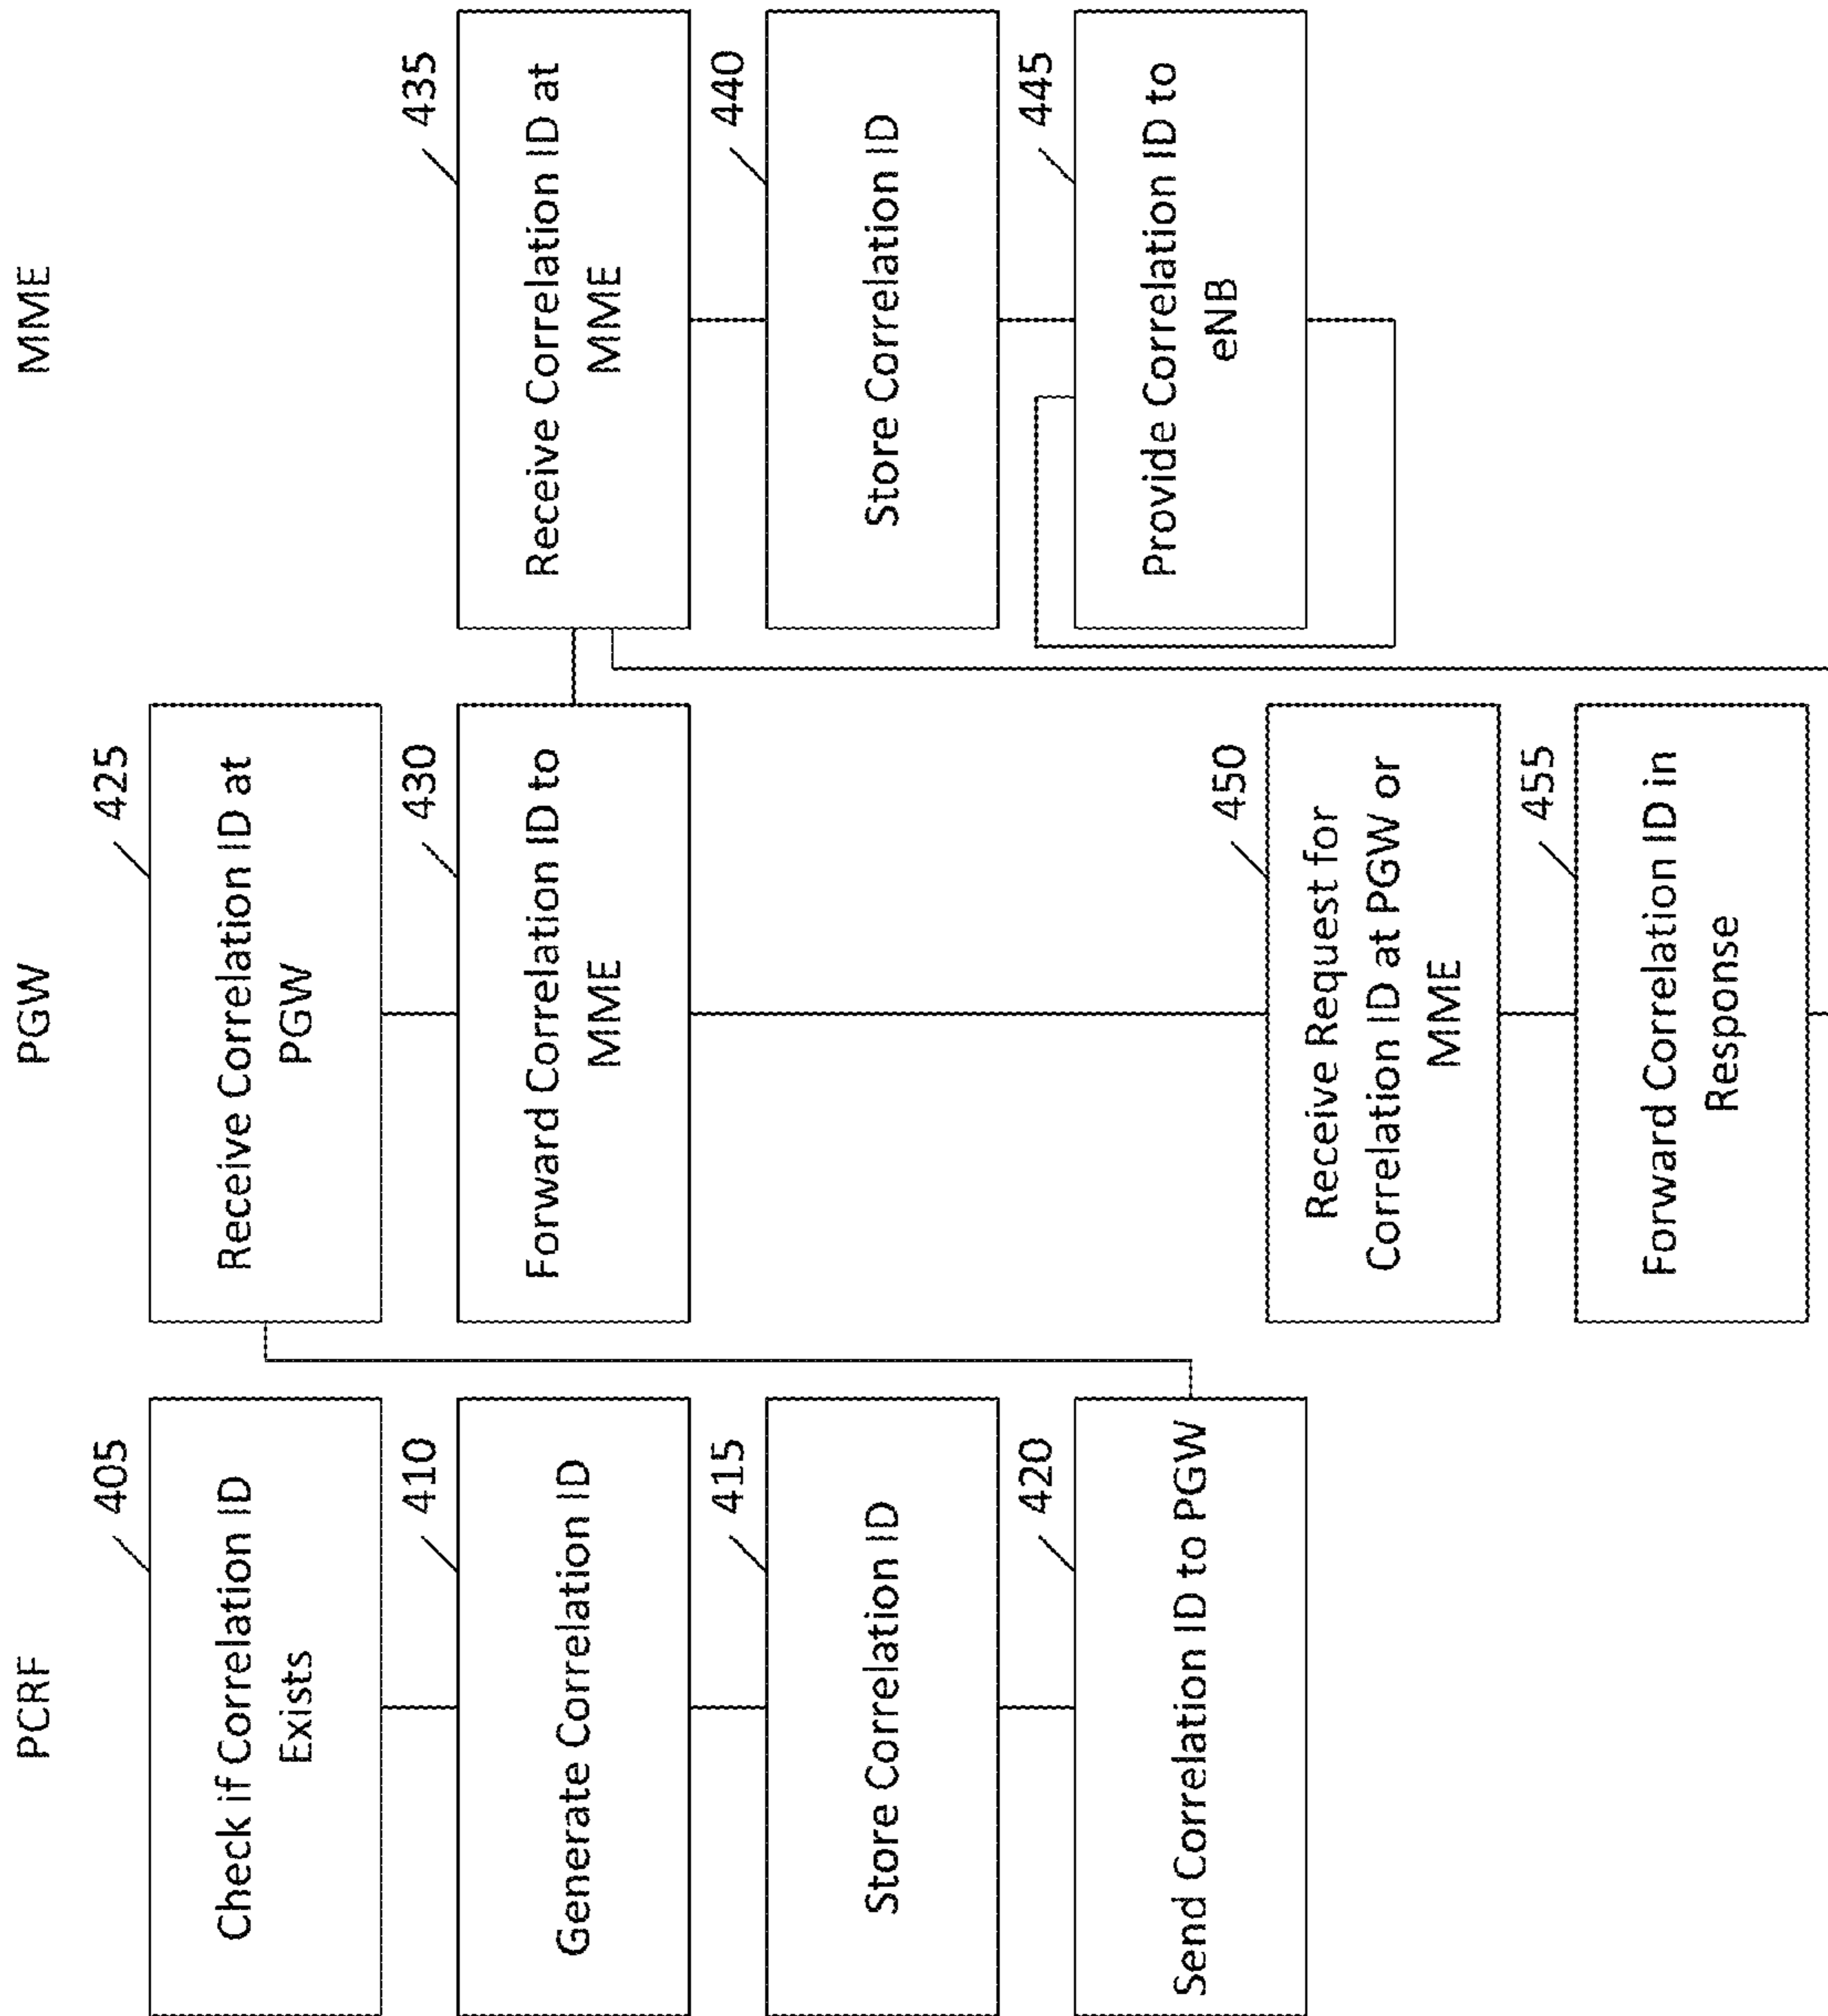 PCRF
PGW
MME
405
Check if Correlation ID
Exists
410
Generate Correlation ID
415
Store Correlation ID
420
Send Correlation ID to PGW
425
Receive Correlation ID at
PGW
430
Forward Correlation ID to
MME
450
Receive Request for
Correlation ID at PGW or
MME
455
Forward Correlation ID in
Response
435
Receive Correlation ID at
MME
440
Store Correlation ID
445
Provide Correlation ID to
eNB